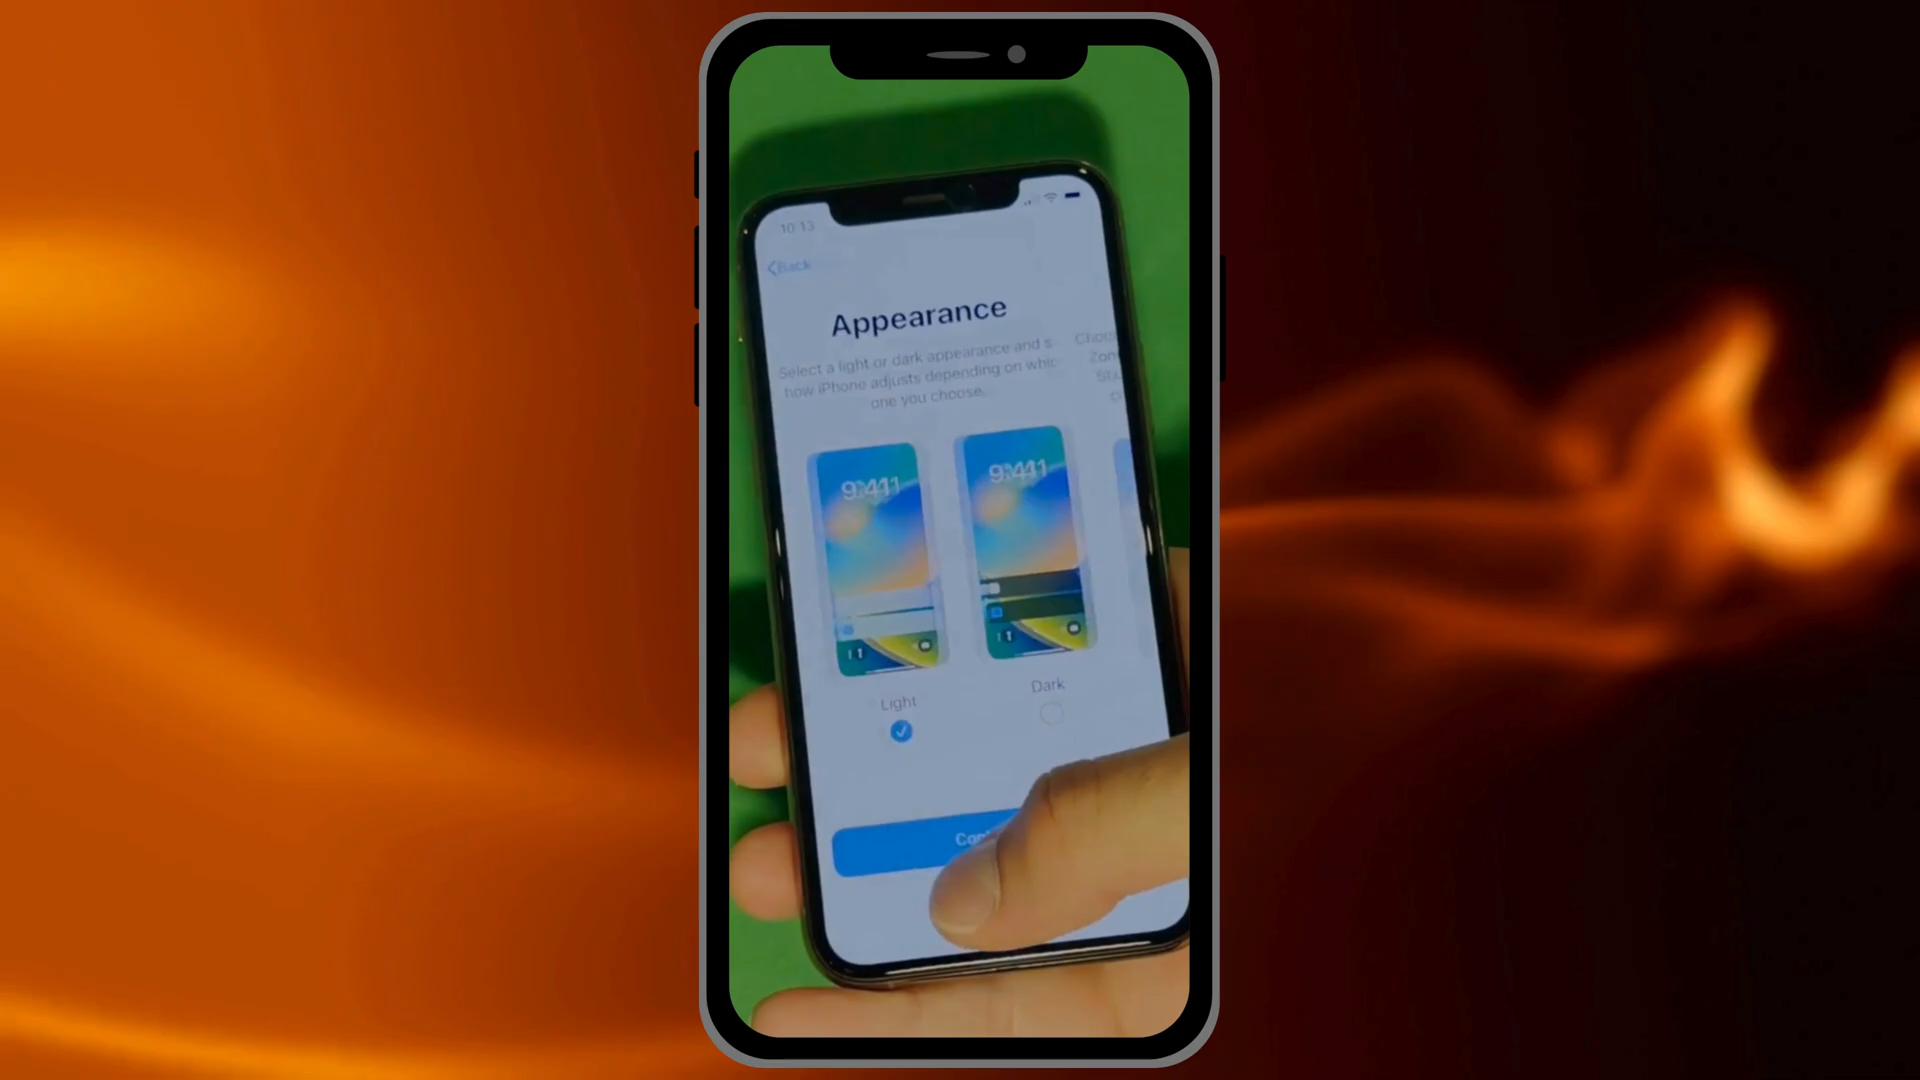 10:13
Back
Appearance
Select a light or dark appearance and s
how iPhone adjusts depending on whic
one you choose.
9:41
9:41
Light
Dark